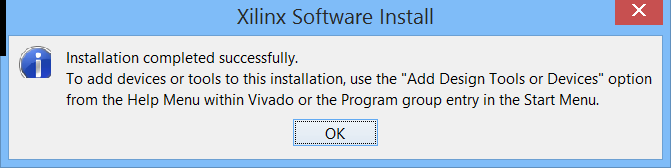 Xilinx Software Install
Installation completed successfully.
To add devices or tools to this installation, use the "Add Design Tools or Devices" option
from the Help Menu within Vivado or the Program group entry in the Start Menu.
OK